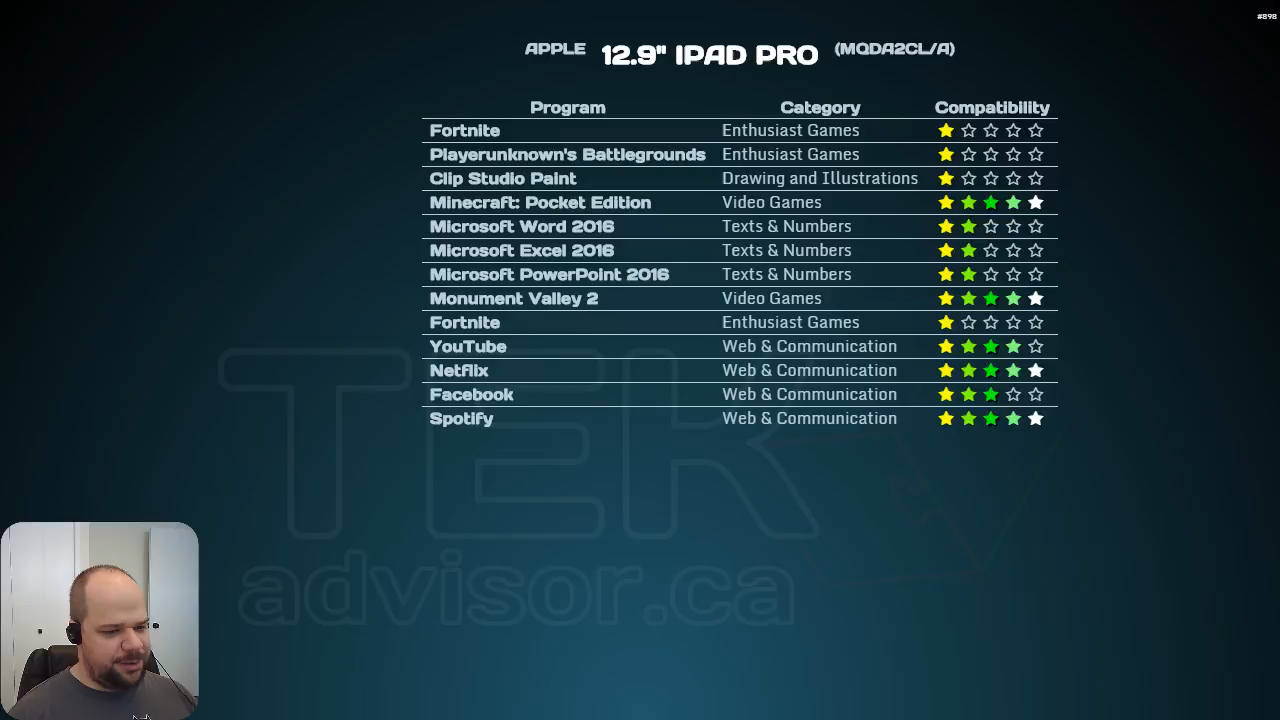 #898
APPLE 12.9" IPAD PRO (MQDA2CL/A)
Program Category Compatibility
Fortnite Enthusiast Games
Playerunknown's Battlegrounds Enthusiast Games
Clip Studio Paint Drawing and Illustrations
Minecraft: Pocket Edition Video Games
Microsoft Word 2016 Texts & Numbers
Microsoft Excel 2016 Texts & Numbers
Microsoft PowerPoint 2016 Texts & Numbers
Monument Valley 2 Video Games
Fortnite Enthusiast Games
YouTube Web & Communication
Netflix Web & Communication
Facebook Web & Communication
Spotify Web & Communication
TEK
advisor.ca